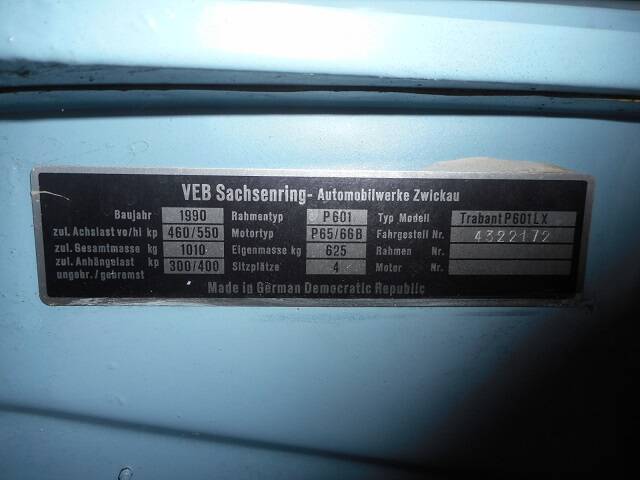 VEB Sachsenring- Automobilwerke Zwickau
Baujahr 1990 Rahmentyp P601 Typ Modell Trabant P601LX
zul. Achslast vo/hi kp 460/550 Motortyp P65/66B Fahrgestell Nr. 4322172
zul. Gesamtmasse kg 1010 Eigenmasse kg 625 Rahmen Nr.
zul. Anhängelast kp 300/400 Sitzplätze 4 Motor Nr.
ungebr./gebremst
Made in German Democratic Republic